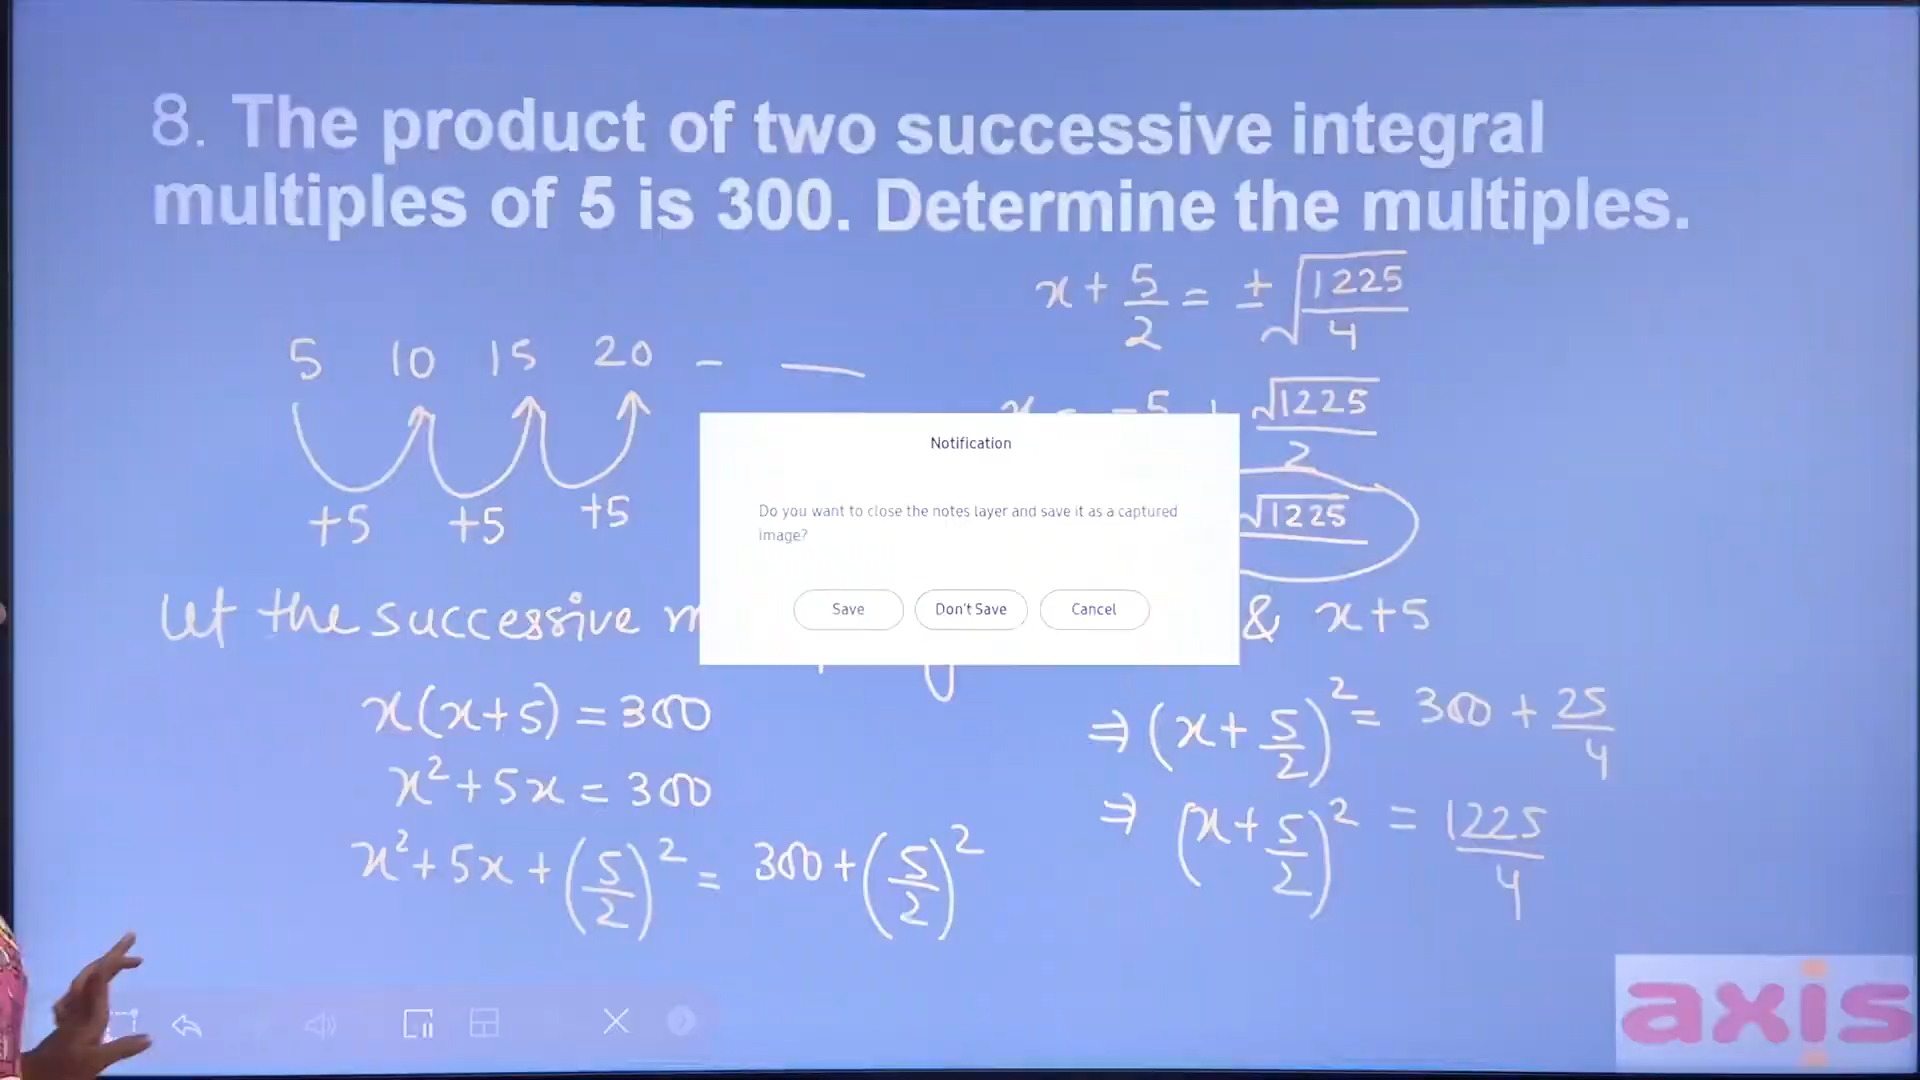 8. The product of two successive integral
multiples of 5 is 300. Determine the multiples.
x + 5/2 = ± √(1225/4)
5 10 15 20 - —
√1225/2
+5 +5 +5
√1225
Notification
Do you want to close the notes layer and save it as a captured
image?
Save Don't Save Cancel
Let the successive
& x+5
x(x+5) = 300
x² + 5x = 300
x² + 5x + (5/2)² = 300 + (5/2)²
⇒ (x + 5/2)² = 300 + 25/4
⇒ (x + 5/2)² = 1225/4
axis